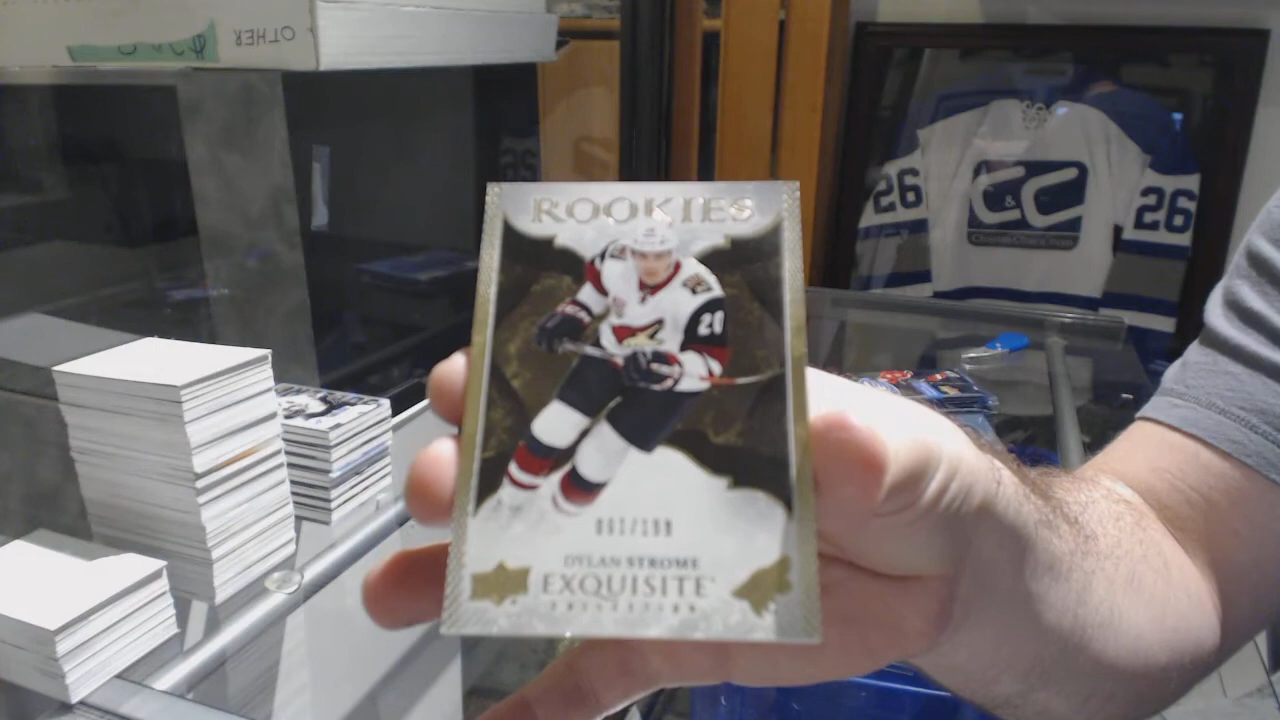 OTHER
ROOKIES
20
DYLAN STROME
EXQUISITE
COLLECTION
26
C&C
26